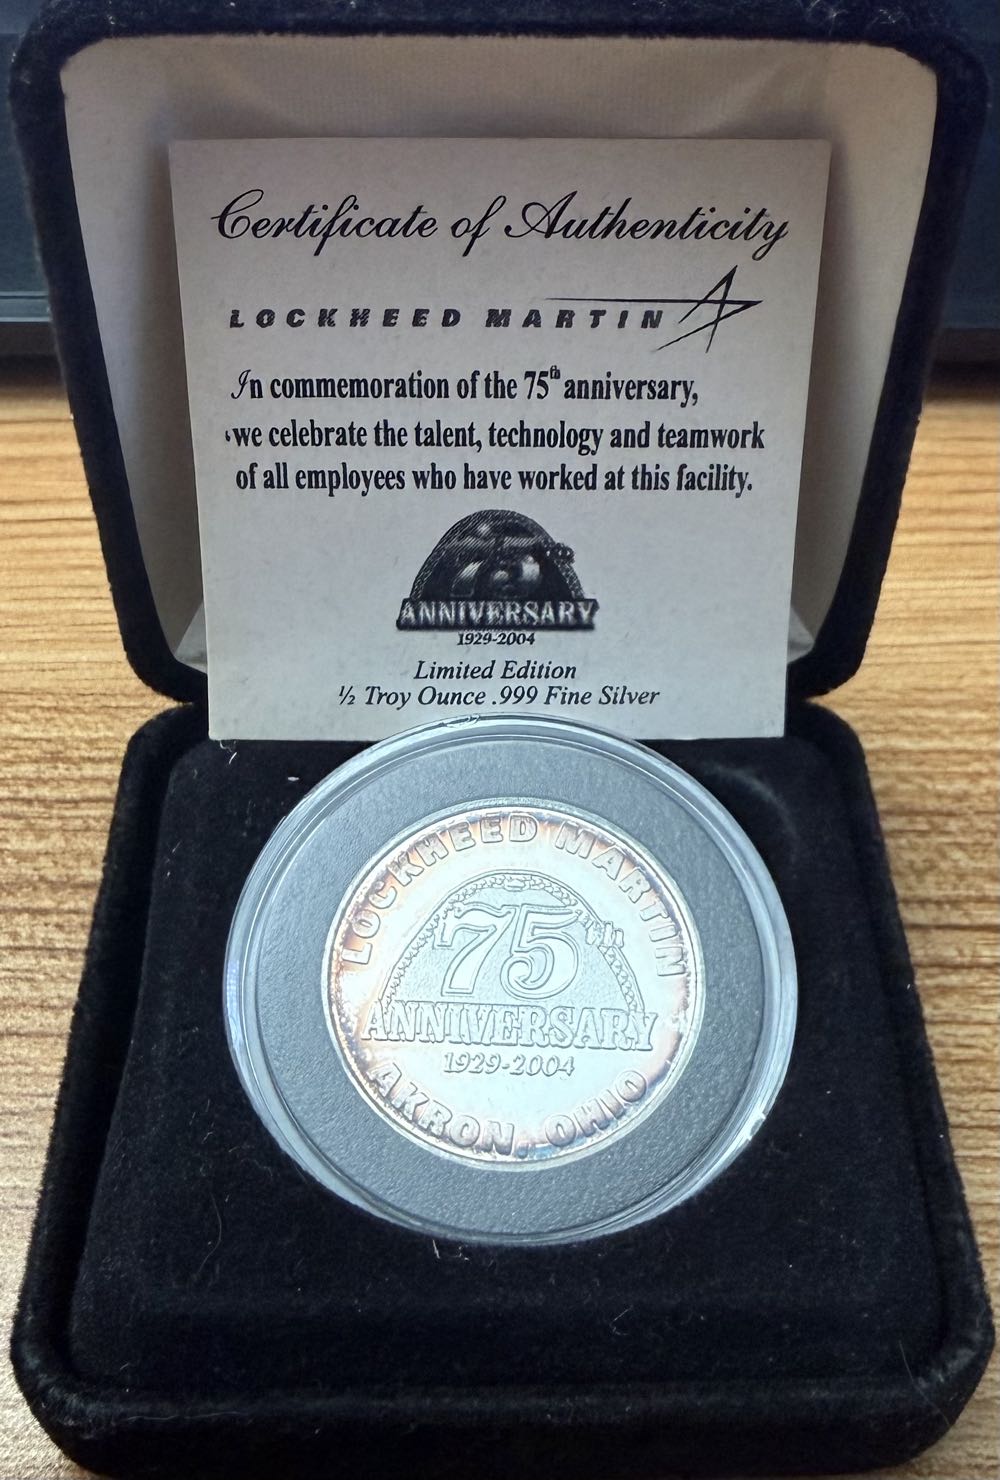 Certificate of Authenticity
LOCKHEED MARTIN
In commemoration of the 75th anniversary,
we celebrate the talent, technology and teamwork
of all employees who have worked at this facility.
75TH
ANNIVERSARY
1929-2004
Limited Edition
½ Troy Ounce .999 Fine Silver
LOCKHEED MARTIN
75th
ANNIVERSARY
1929-2004
AKRON, OHIO